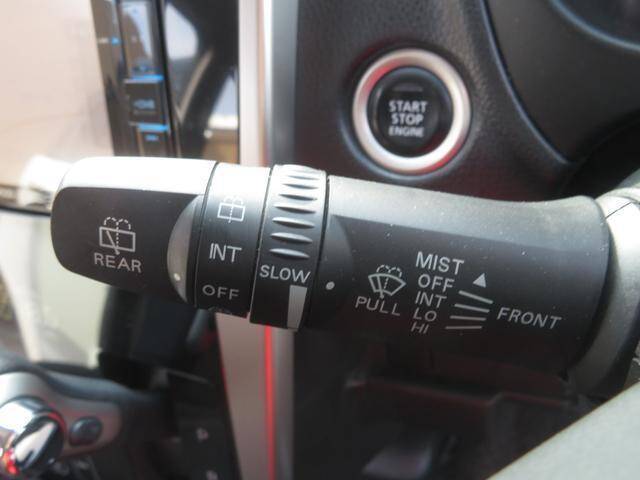 START
STOP
ENGINE
REAR
INT
OFF
SLOW
PULL
MIST
OFF
INT
LO
HI
FRONT